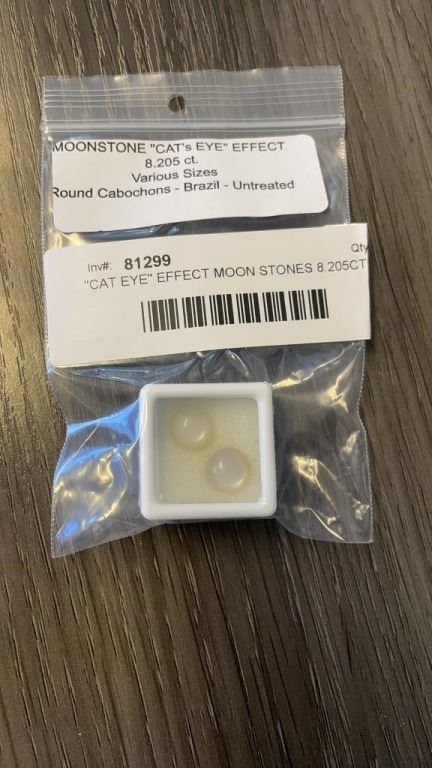 MOONSTONE "CAT's EYE" EFFECT
8.205 ct.
Various Sizes
Round Cabochons - Brazil - Untreated
Qty
Inv#: 81299
"CAT EYE" EFFECT MOON STONES 8.205CT